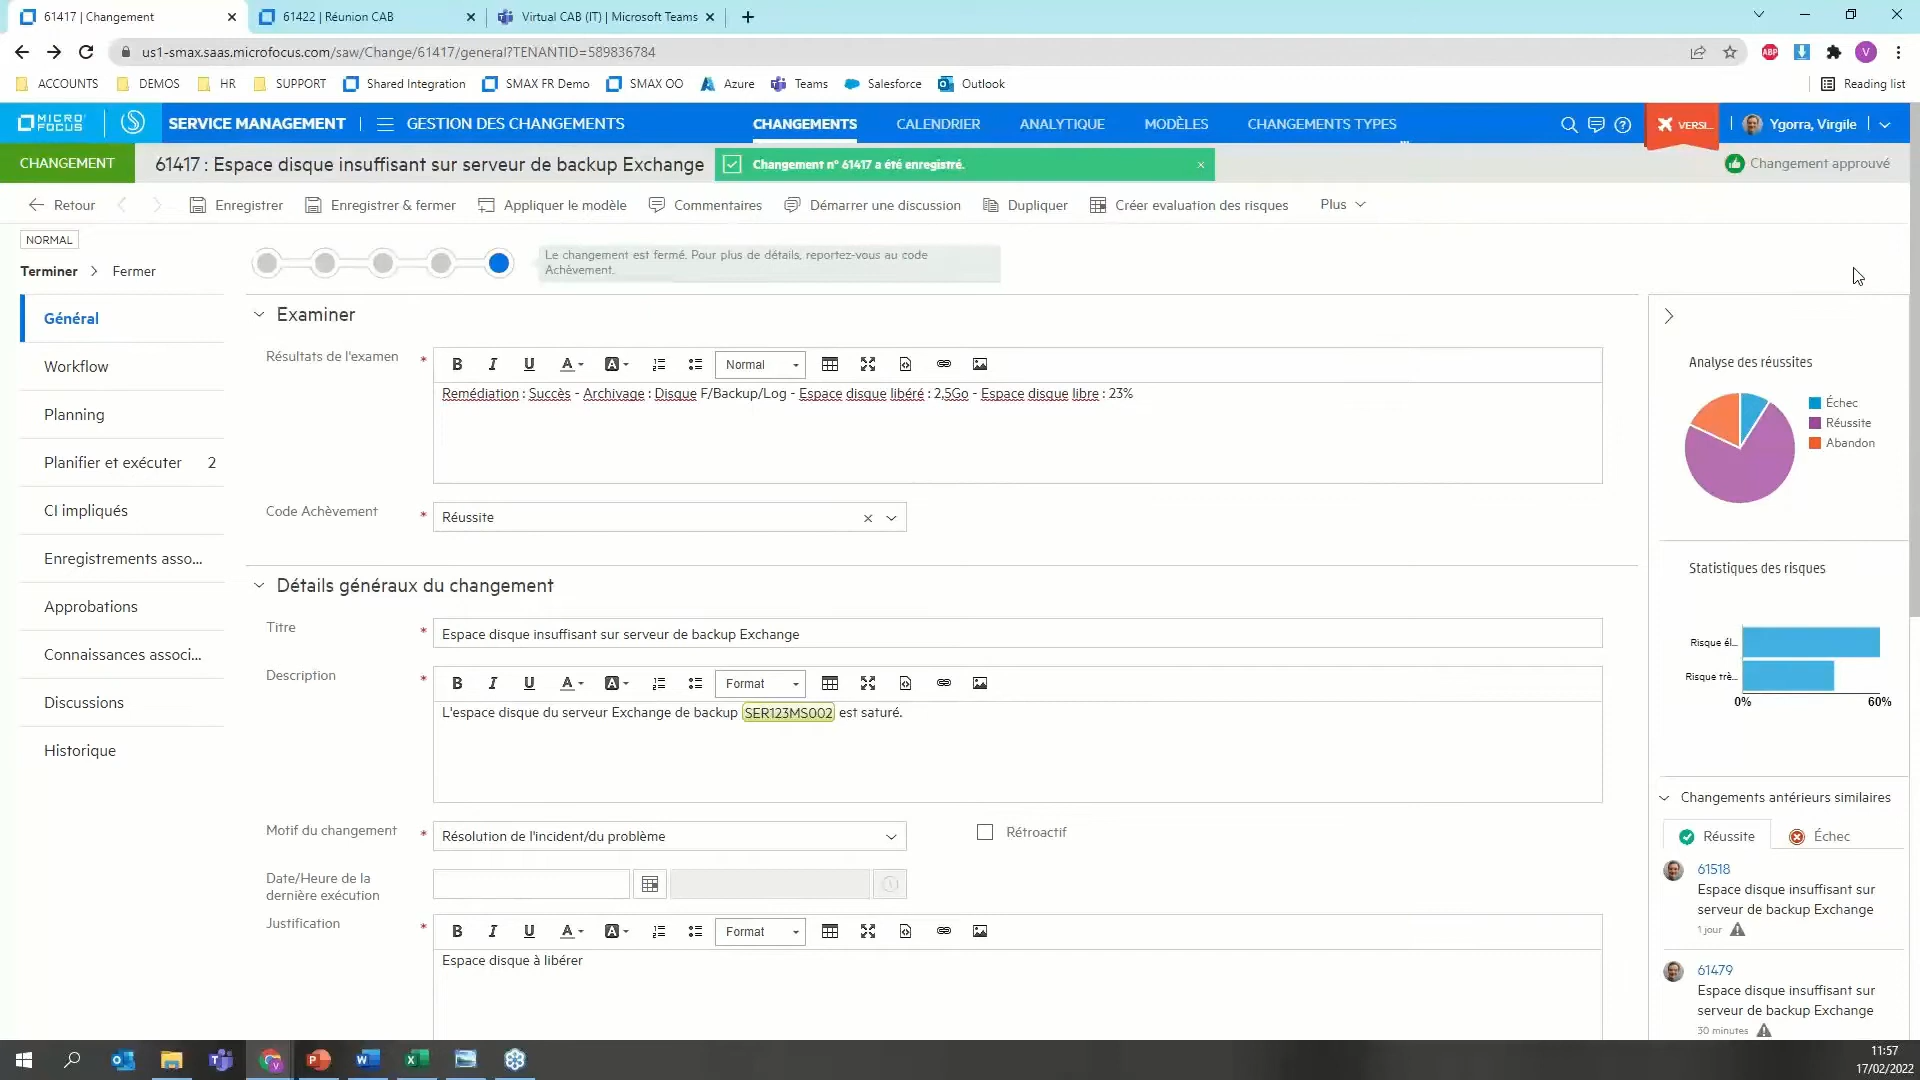 61417 | Changement
61422 | Réunion CAB
Virtual CAB (IT) | Microsoft Teams
us1-smax.saas.microfocus.com/saw/Change/61417/general?TENANTID=589836784
ABP
V
ACCOUNTS
DEMOS
HR
SUPPORT
Shared Integration
SMAX FR Demo
SMAX OO
Azure
Teams
Salesforce
Outlook
Reading list
MICRO FOCUS
SERVICE MANAGEMENT
GESTION DES CHANGEMENTS
CHANGEMENTS
CALENDRIER
ANALYTIQUE
MODÈLES
CHANGEMENTS TYPES
VERSI...
Ygorra, Virgile
CHANGEMENT
61417 : Espace disque insuffisant sur serveur de backup Exchange
Changement n° 61417 a été enregistré.
Changement approuvé
Retour
Enregistrer
Enregistrer & fermer
Appliquer le modèle
Commentaires
Démarrer une discussion
Dupliquer
Créer evaluation des risques
Plus
NORMAL
Terminer > Fermer
Le changement est fermé. Pour plus de détails, reportez-vous au code
Achèvement.
Général
Workflow
Planning
Planifier et exécuter 2
CI impliqués
Enregistrements asso...
Approbations
Connaissances associ...
Discussions
Historique
Examiner
Résultats de l'examen *
B I U A A Normal
Remédiation : Succès - Archivage : Disque F/Backup/Log - Espace disque libéré : 2,5Go - Espace disque libre : 23%
Code Achèvement * Réussite
Détails généraux du changement
Titre * Espace disque insuffisant sur serveur de backup Exchange
Description *
B I U A A Format
L'espace disque du serveur Exchange de backup SER123MS002 est saturé.
Motif du changement * Résolution de l'incident/du problème
Rétroactif
Date/Heure de la
dernière exécution
Justification *
B I U A A Format
Espace disque à libérer
Analyse des réussites
Échec
Réussite
Abandon
Statistiques des risques
Risque él...
Risque trè...
0% 60%
Changements antérieurs similaires
Réussite
Échec
61518
Espace disque insuffisant sur
serveur de backup Exchange
1 jour
61479
Espace disque insuffisant sur
serveur de backup Exchange
30 minutes
11:57
17/02/2022